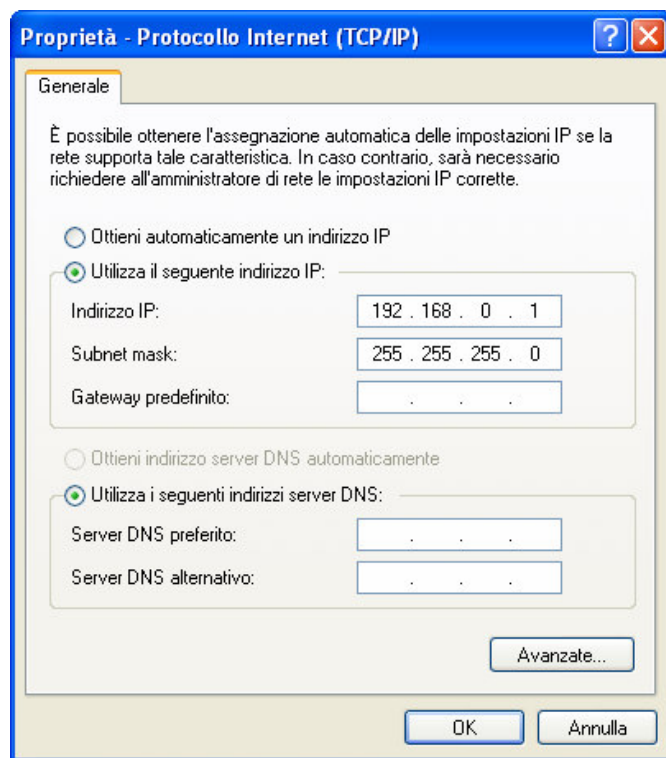 Proprietà - Protocollo Internet (TCP/IP)
Generale
È possibile ottenere l'assegnazione automatica delle impostazioni IP se la
rete supporta tale caratteristica. In caso contrario, sarà necessario
richiedere all'amministratore di rete le impostazioni IP corrette.
Ottieni automaticamente un indirizzo IP
Utilizza il seguente indirizzo IP:
Indirizzo IP: 192 . 168 . 0 . 1
Subnet mask: 255 . 255 . 255 . 0
Gateway predefinito: . . .
Ottieni indirizzo server DNS automaticamente
Utilizza i seguenti indirizzi server DNS:
Server DNS preferito: . . .
Server DNS alternativo: . . .
Avanzate...
OK Annulla